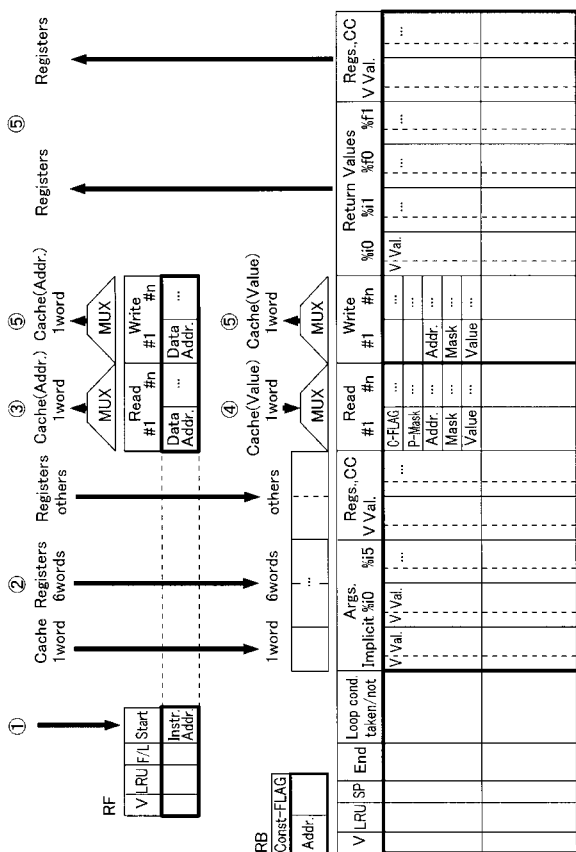 ① ② ③ ⑤ ⑤
Cache Registers Registers Cache(Addr.) Cache(Addr.) Registers Registers
1word 6words others 1word 1word
MUX MUX
RF
V LRU F/L Start
Instr. Addr.
Read Write
#1 #n #1 #n
Data Addr. ... Data Addr. ...
④ ⑤
Cache(Value) Cache(Value)
1word 1word
1word 6words others MUX MUX
...
RB
Const-FLAG
Addr.
V LRU SP End Loop cond. taken/not Args. Regs.,CC Read Write Return Values Regs.,CC
Implicit %i0 %i5 V Val. #1 #n #1 #n %i0 %i1 %f0 %f1 V Val.
V Val. V Val. ... ... C-FLAG ... ... V Val. ... ... ... ...
P-Mask ... ...
Addr. ... Addr. ...
Mask ... Mask ...
Value ... Value ...